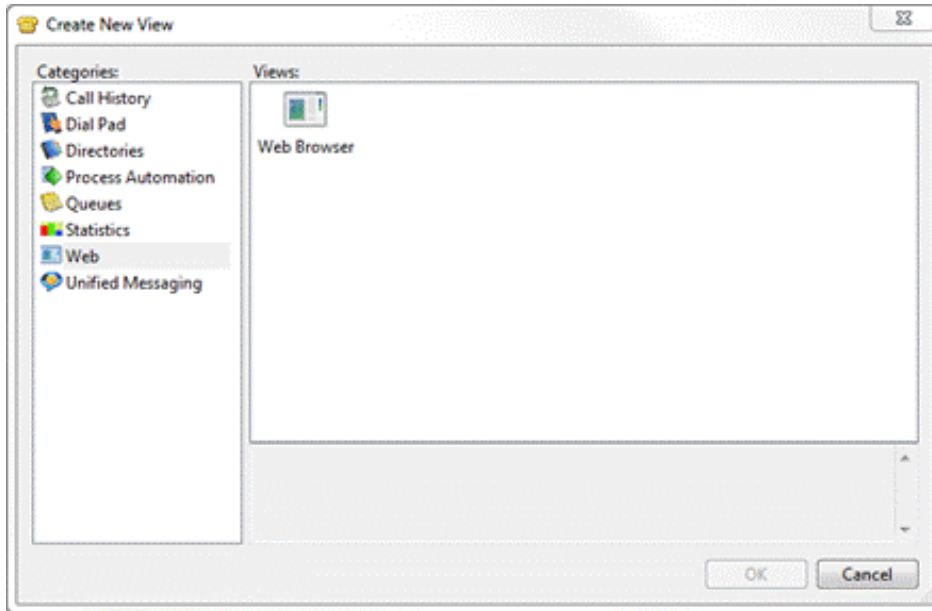 Create New View
Categories:
Views:
Call History
Dial Pad
Directories
Process Automation
Queues
Statistics
Web
Unified Messaging
Web Browser
OK
Cancel